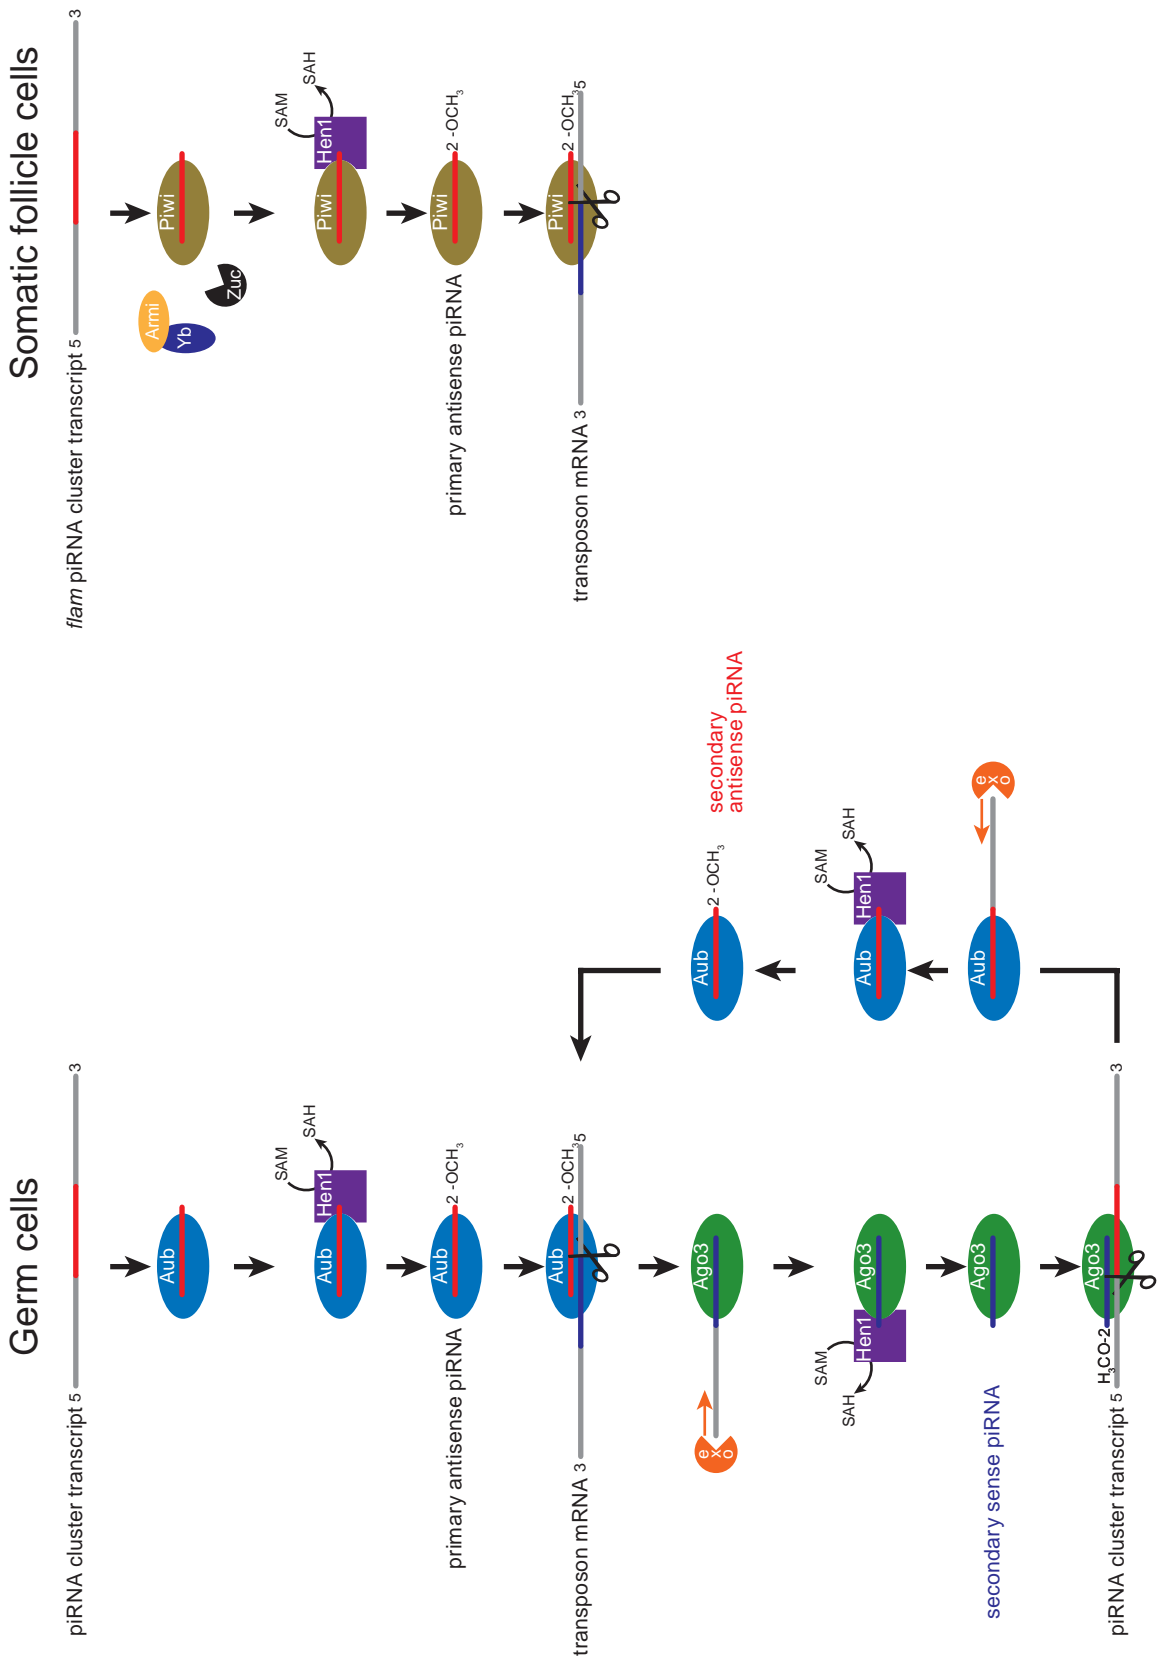 Germ cells
piRNA cluster transcript 5
3
Aub
Aub
Hen1
SAM
SAH
primary antisense piRNA
Aub
2 -OCH3
transposon mRNA 3
Aub
2 -OCH3
5
exo
Ago3
Aub
2 - OCH3
secondary
antisense piRNA
SAM
SAH
Hen1
Ago3
Aub
Hen1
SAM
SAH
secondary sense piRNA
Ago3
Aub
exo
piRNA cluster transcript 5
H3CO-2
Ago3
3
Somatic follicle cells
flam piRNA cluster transcript 5
3
Armi
Yb
Zuc
Piwi
Piwi
Hen1
SAM
SAH
primary antisense piRNA
Piwi
2 -OCH3
transposon mRNA 3
Piwi
2 -OCH3
5